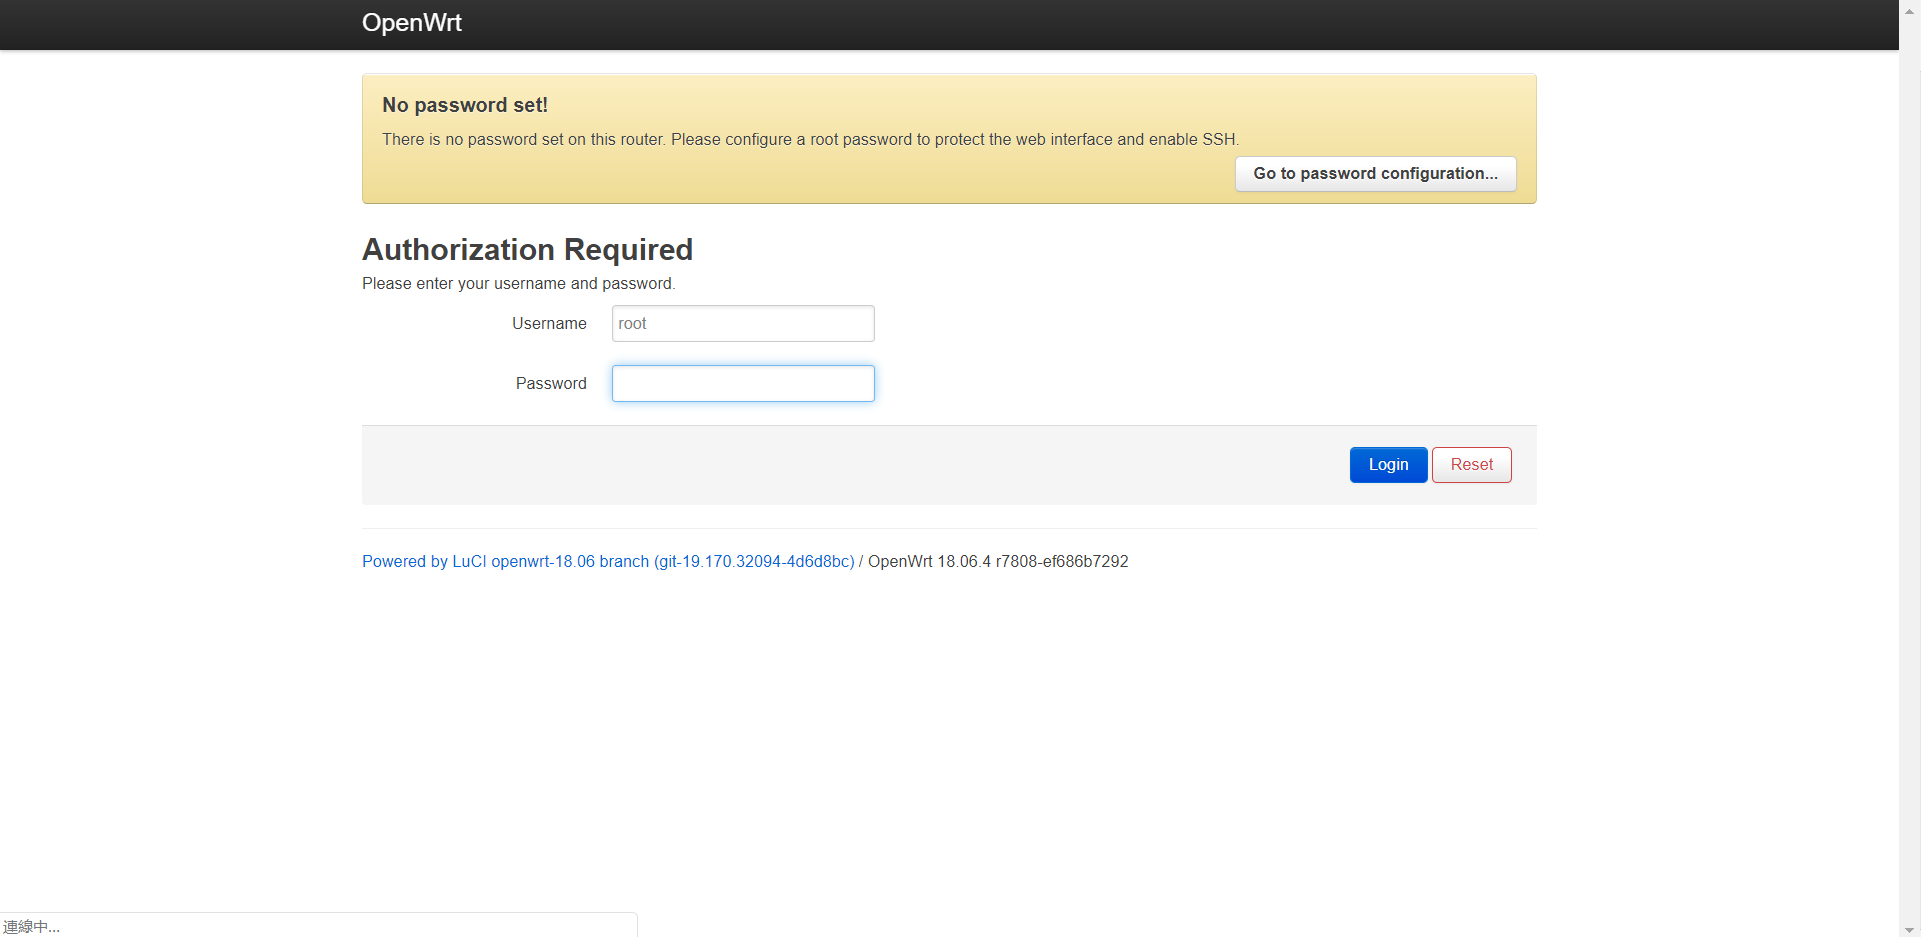 OpenWrt
No password set!
There is no password set on this router. Please configure a root password to protect the web interface and enable SSH.
Go to password configuration...
Authorization Required
Please enter your username and password.
Username root
Password
Login Reset
Powered by LuCI openwrt-18.06 branch (git-19.170.32094-4d6d8bc) / OpenWrt 18.06.4 r7808-ef686b7292
連線中...